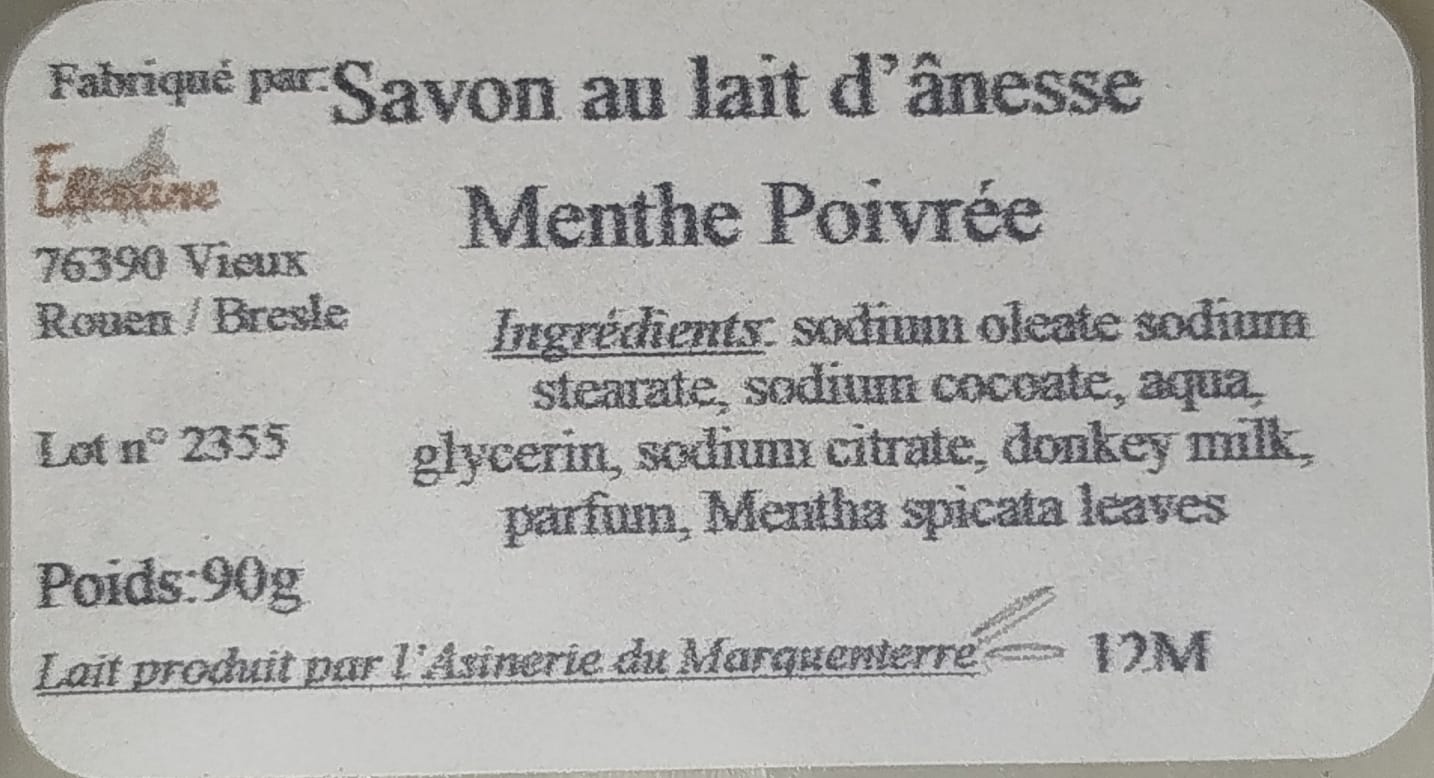 Fabriqué par:
Savon au lait d'ânesse
Menthe Poivrée
76390 Vieux
Rouen / Bresle
Lot n° 2355
Poids:90g
Ingrédients: sodium oleate sodium
stearate, sodium cocoate, aqua,
glycerin, sodium citrate, donkey milk,
parfum, Mentha spicata leaves
Lait produit par l'Asinerie du Marquenterre
12M